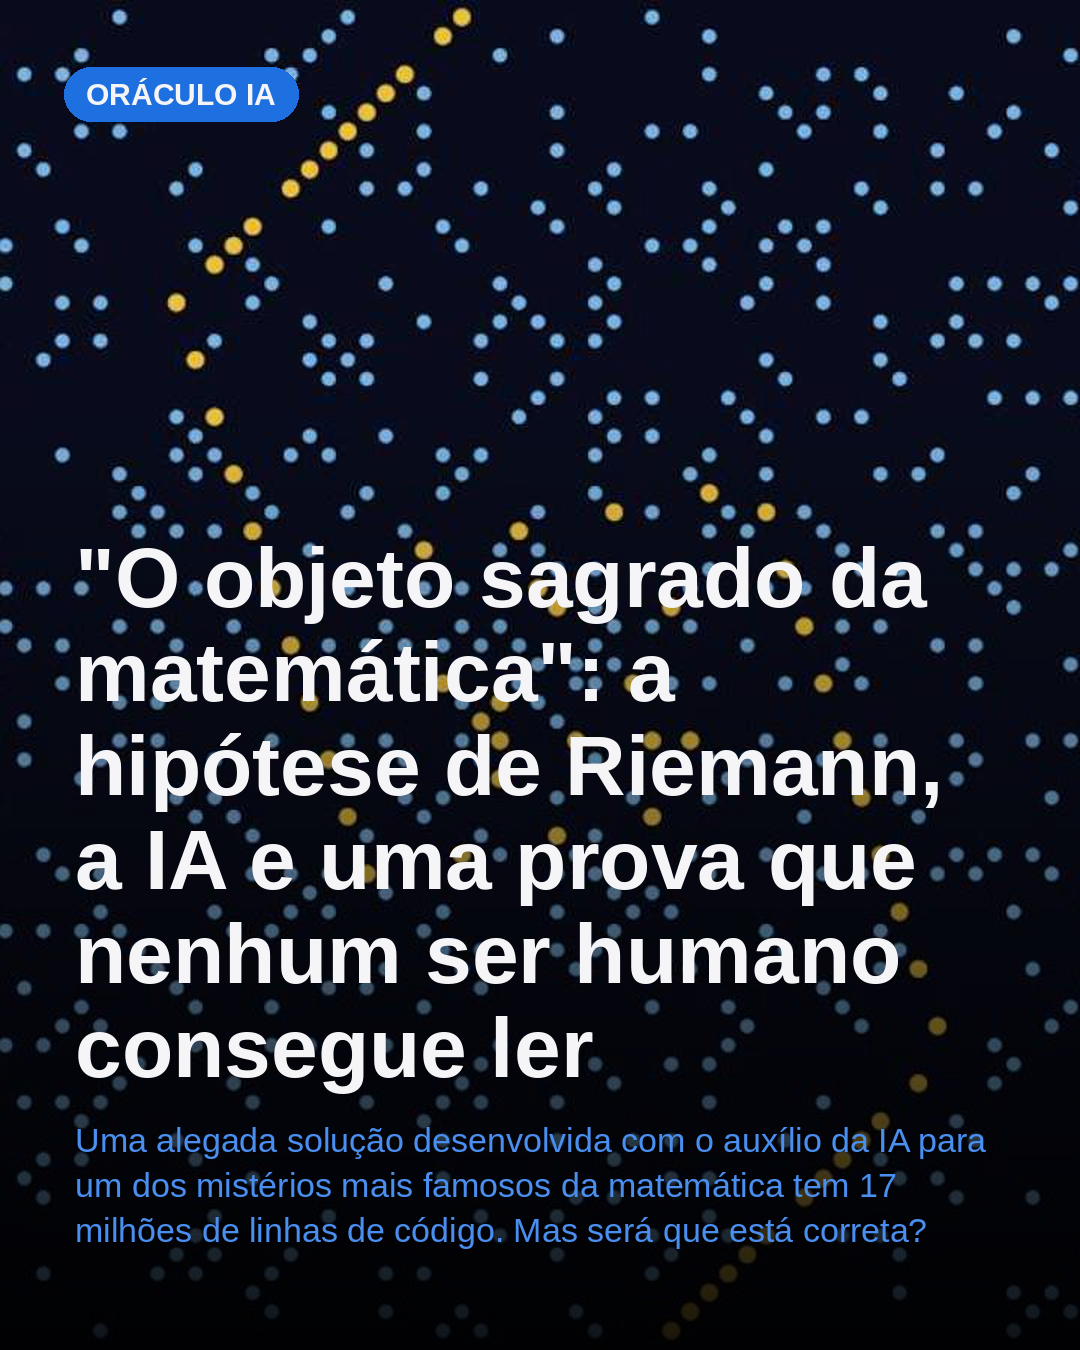 ORÁCULO IA
"O objeto sagrado da
matemática": a
hipótese de Riemann,
a IA e uma prova que
nenhum ser humano
consegue ler
Uma alegada solução desenvolvida com o auxílio da IA para
um dos mistérios mais famosos da matemática tem 17
milhões de linhas de código. Mas será que está correta?